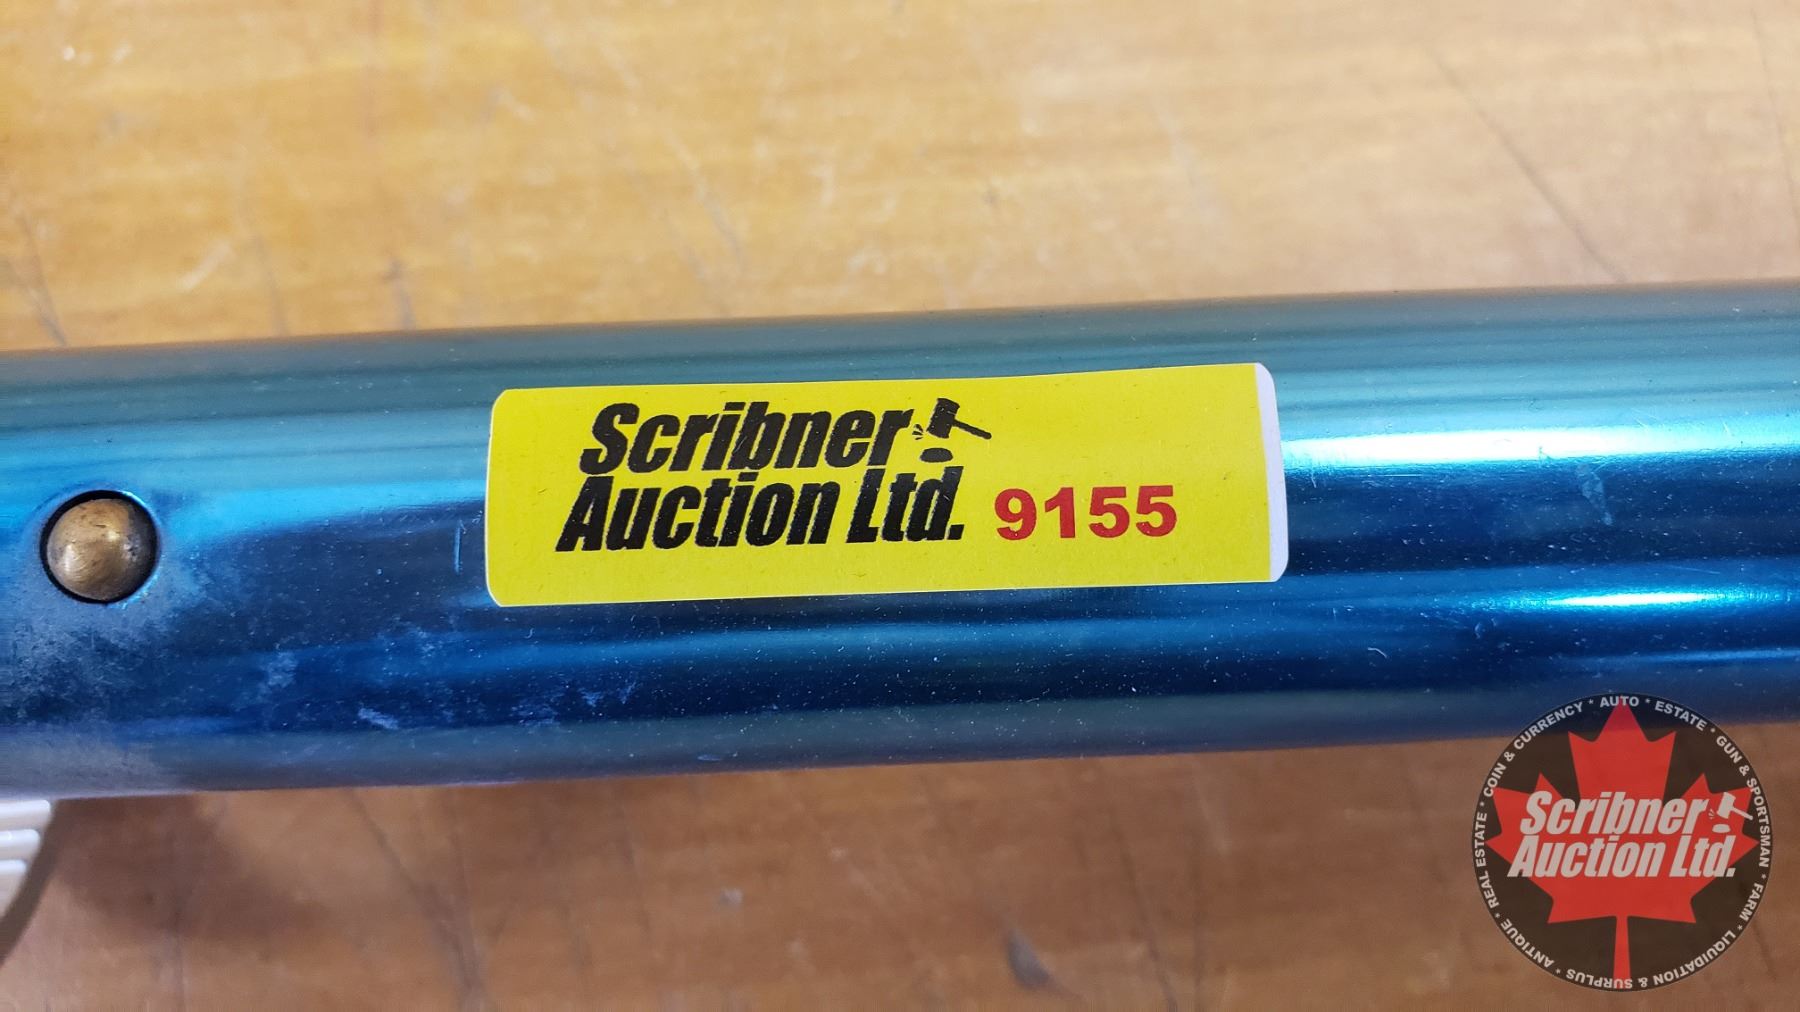 Scribner
Auction Ltd. 9155
* COIN & CURRENCY * AUTO * ESTATE * GUN & SPORTSMAN * FARM * LIQUIDATION & SURPLUS * ANTIQUE * REAL ESTATE
Scribner
Auction Ltd.